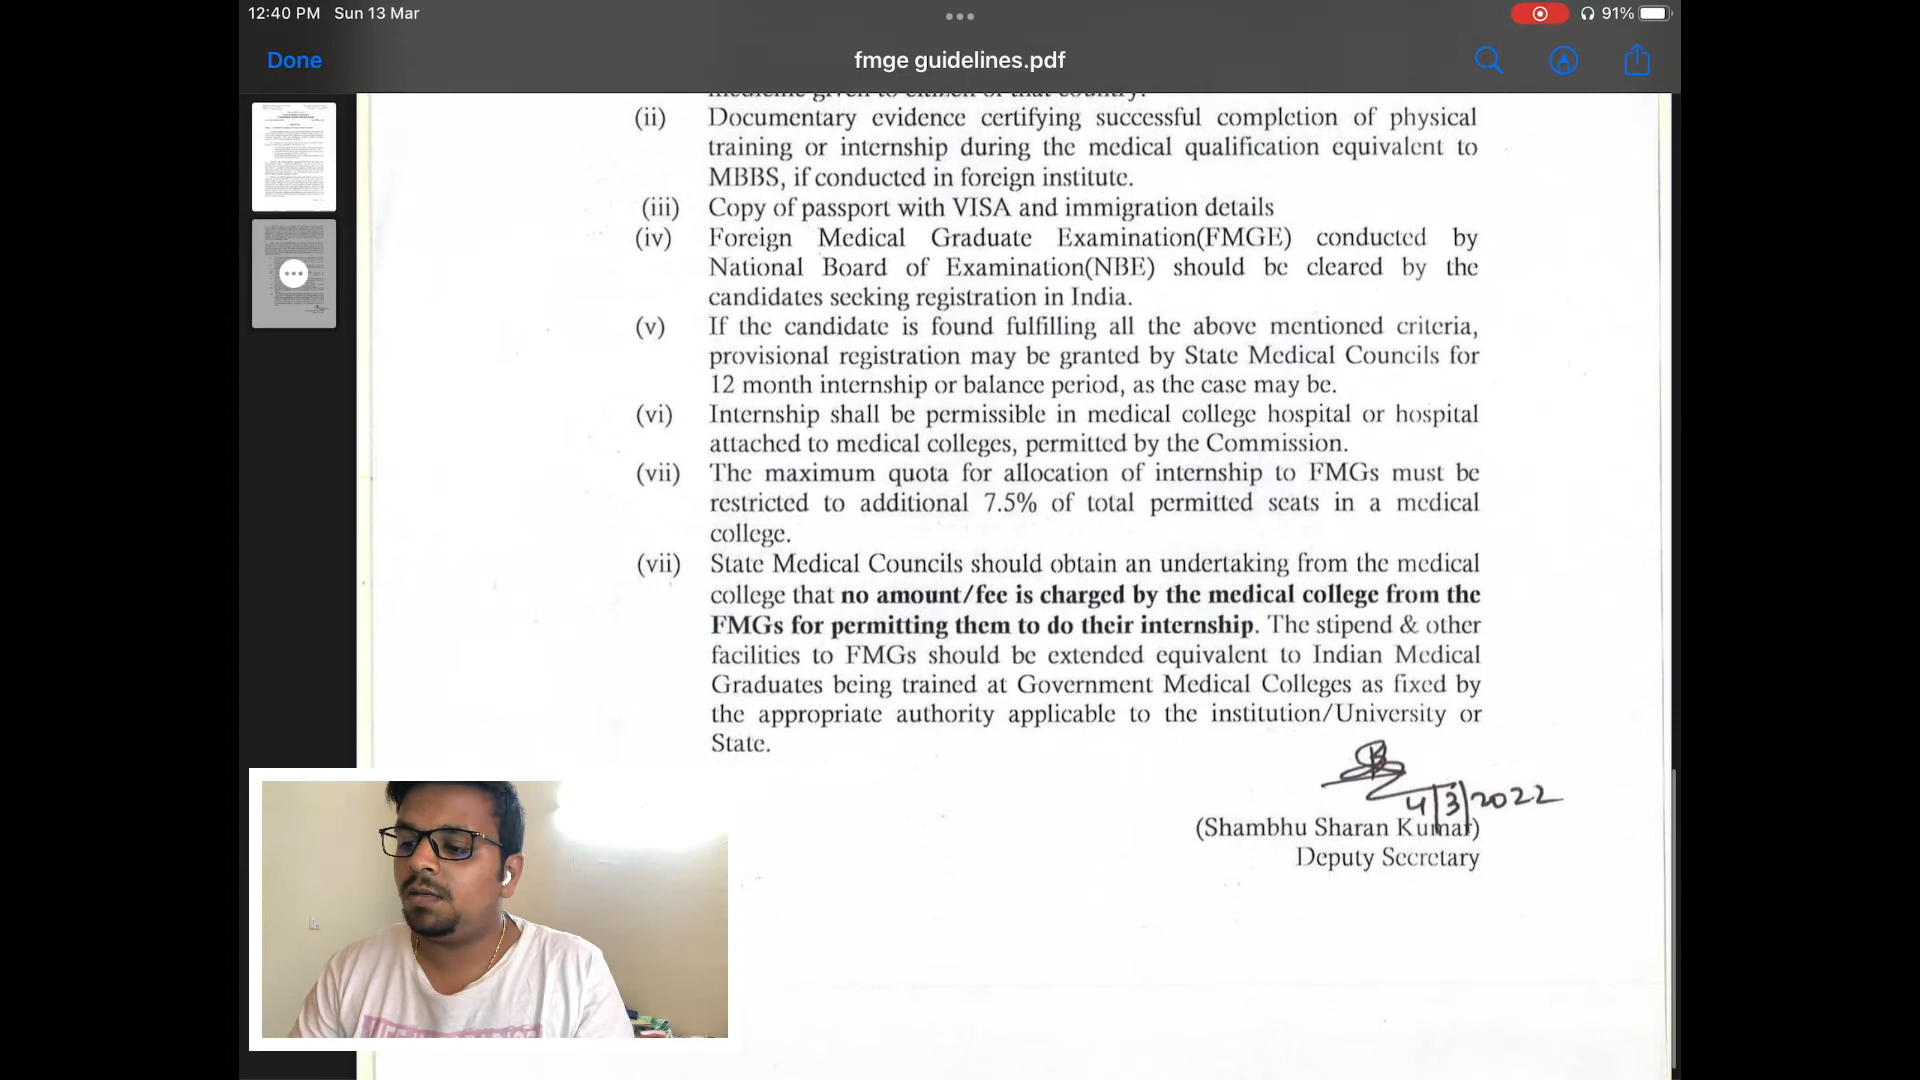 12:40 PM Sun 13 Mar
91%
Done
fmge guidelines.pdf
medicine given to citizen of that country.
(ii) Documentary evidence certifying successful completion of physical
training or internship during the medical qualification equivalent to
MBBS, if conducted in foreign institute.
(iii) Copy of passport with VISA and immigration details
(iv) Foreign Medical Graduate Examination(FMGE) conducted by
National Board of Examination(NBE) should be cleared by the
candidates seeking registration in India.
(v) If the candidate is found fulfilling all the above mentioned criteria,
provisional registration may be granted by State Medical Councils for
12 month internship or balance period, as the case may be.
(vi) Internship shall be permissible in medical college hospital or hospital
attached to medical colleges, permitted by the Commission.
(vii) The maximum quota for allocation of internship to FMGs must be
restricted to additional 7.5% of total permitted seats in a medical
college.
(vii) State Medical Councils should obtain an undertaking from the medical
college that no amount/fee is charged by the medical college from the
FMGs for permitting them to do their internship. The stipend & other
facilities to FMGs should be extended equivalent to Indian Medical
Graduates being trained at Government Medical Colleges as fixed by
the appropriate authority applicable to the institution/University or
State.
4/3/2022
(Shambhu Sharan Kumar)
Deputy Secretary